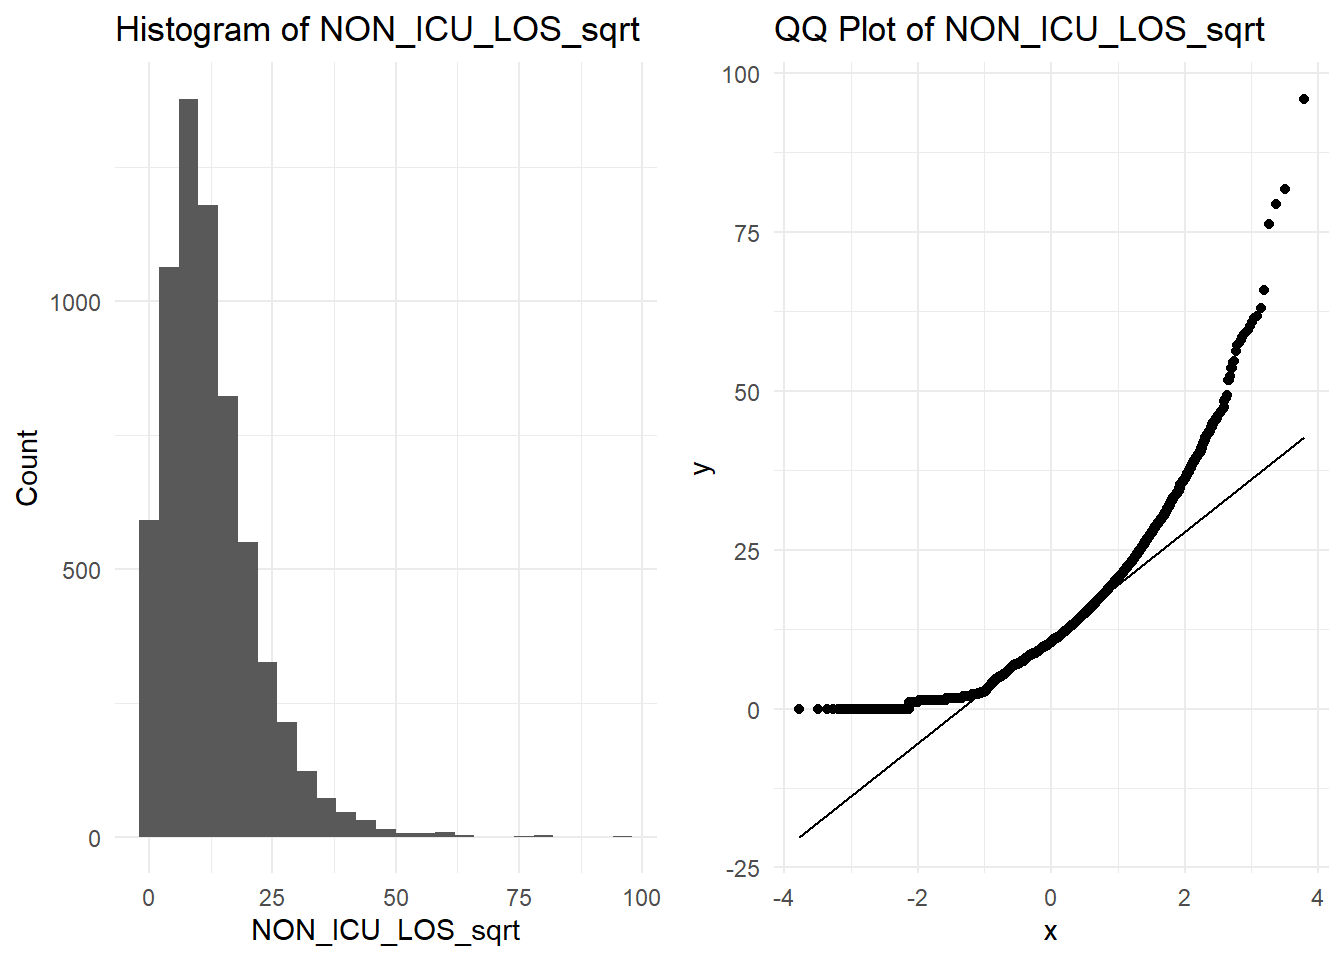 Histogram of NON_ICU_LOS_sqrt
Count
1000
500
0
0 25 50 75 100
NON_ICU_LOS_sqrt
QQ Plot of NON_ICU_LOS_sqrt
y
100
75
50
25
0
-25
-4 -2 0 2 4
x